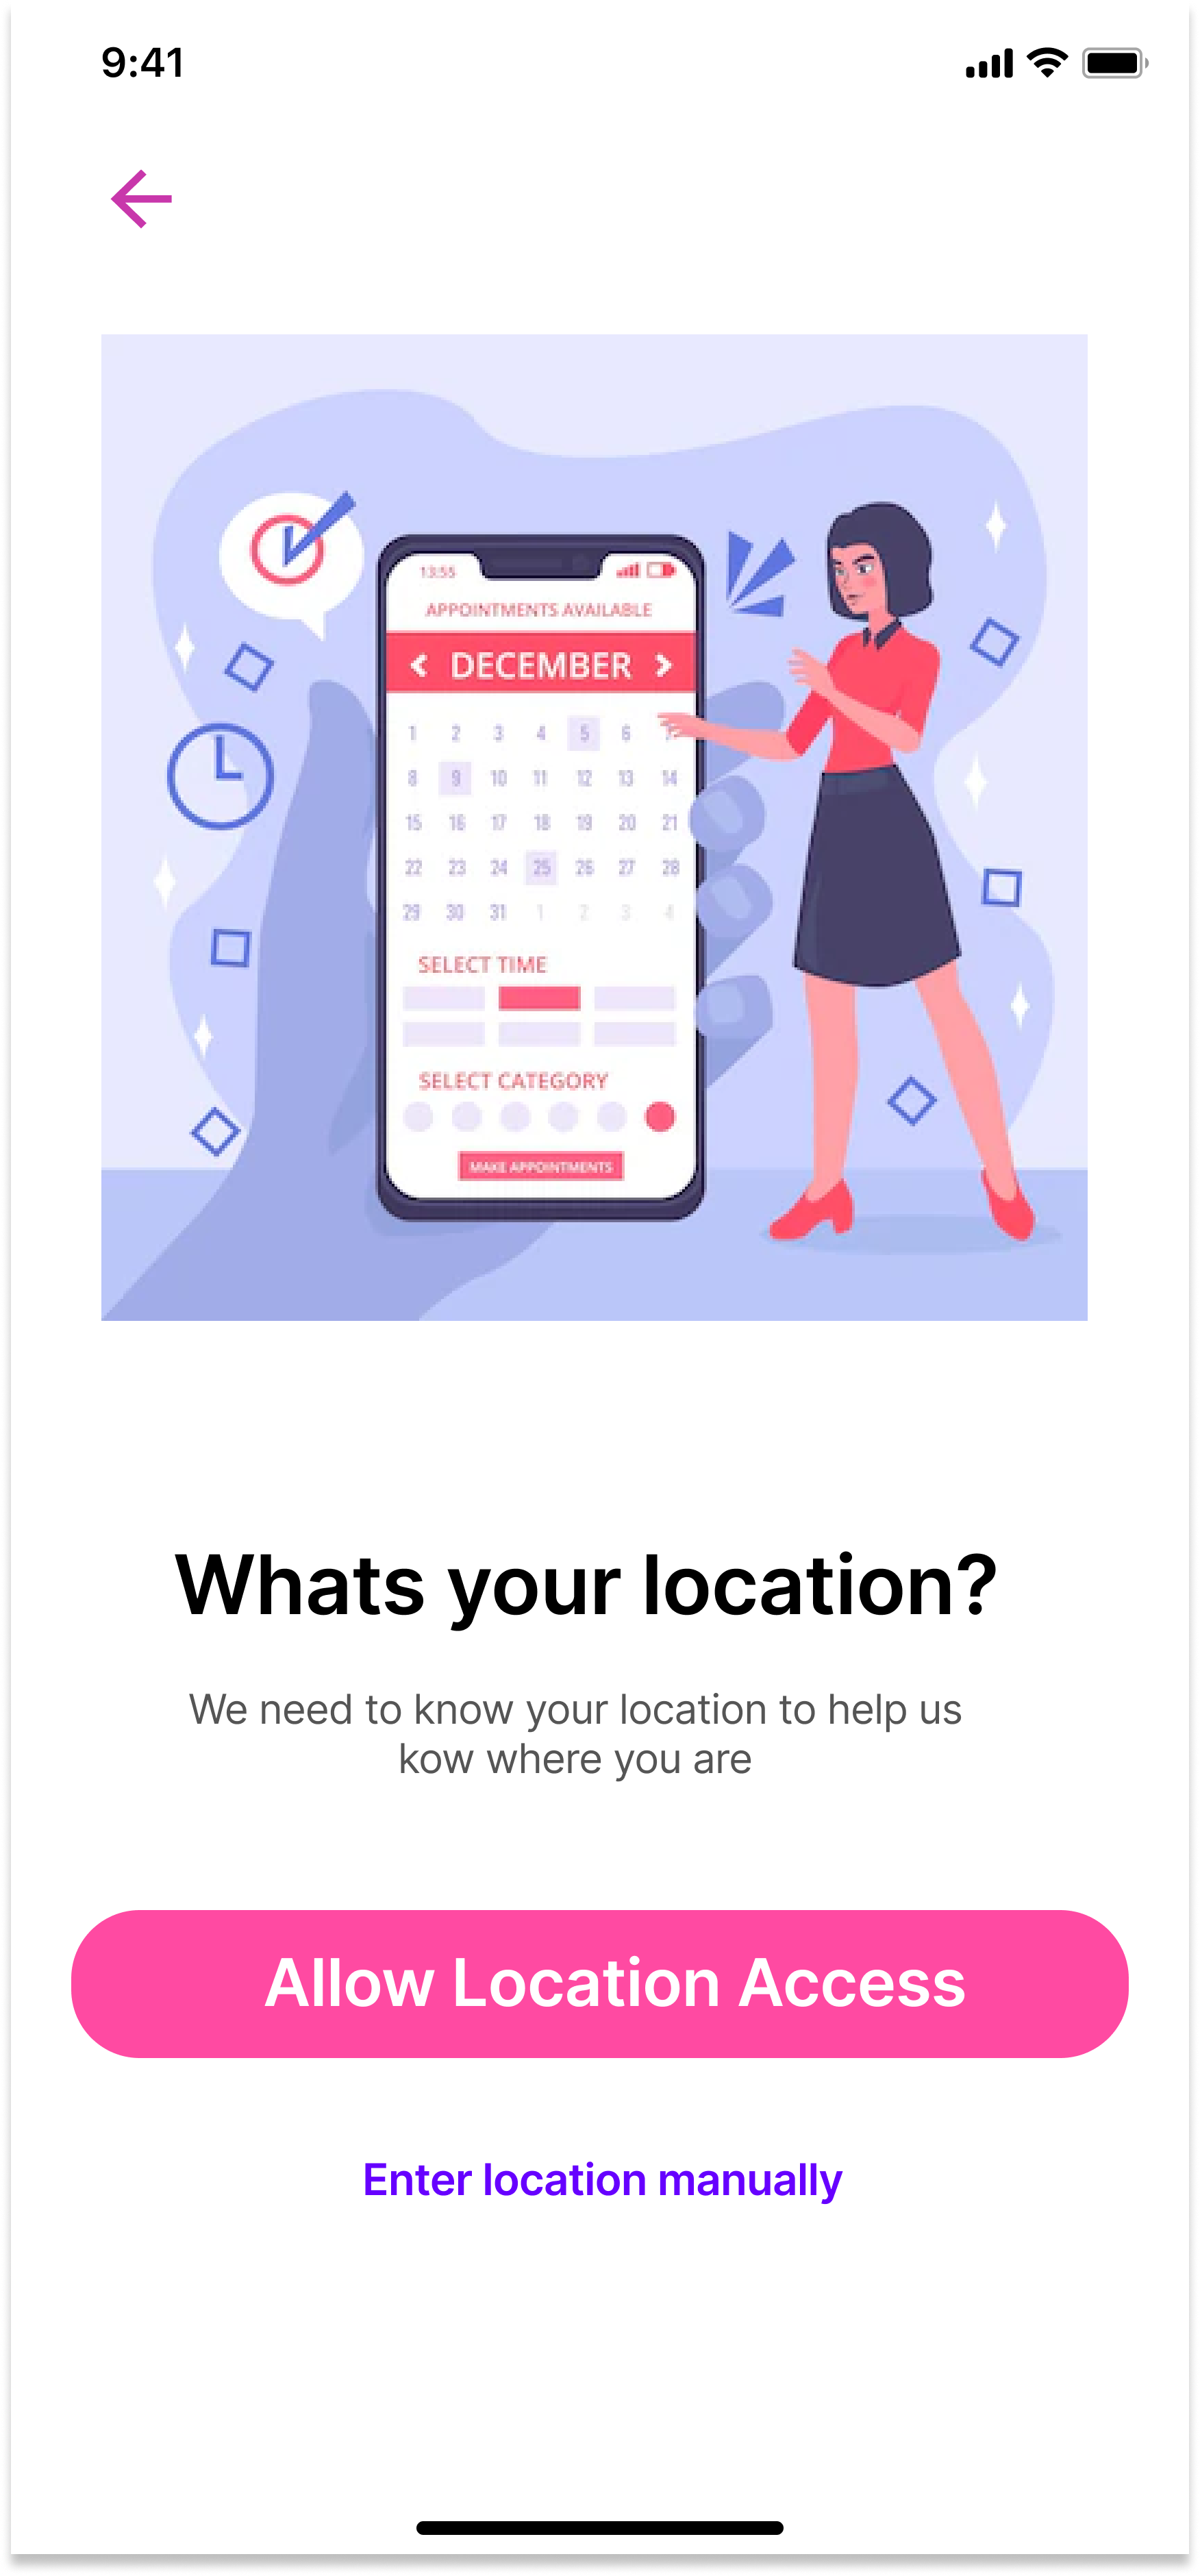 9:41
13:55
APPOINTMENTS AVAILABLE
DECEMBER
1 2 3 4 5 6
8 9 10 11 12 13 14
15 16 17 18 19 20 21
22 23 24 25 26 27 28
29 30 31 1 2 3 4
SELECT TIME
SELECT CATEGORY
MAKE APPOINTMENTS
Whats your location?
We need to know your location to help us
kow where you are
Allow Location Access
Enter location manually